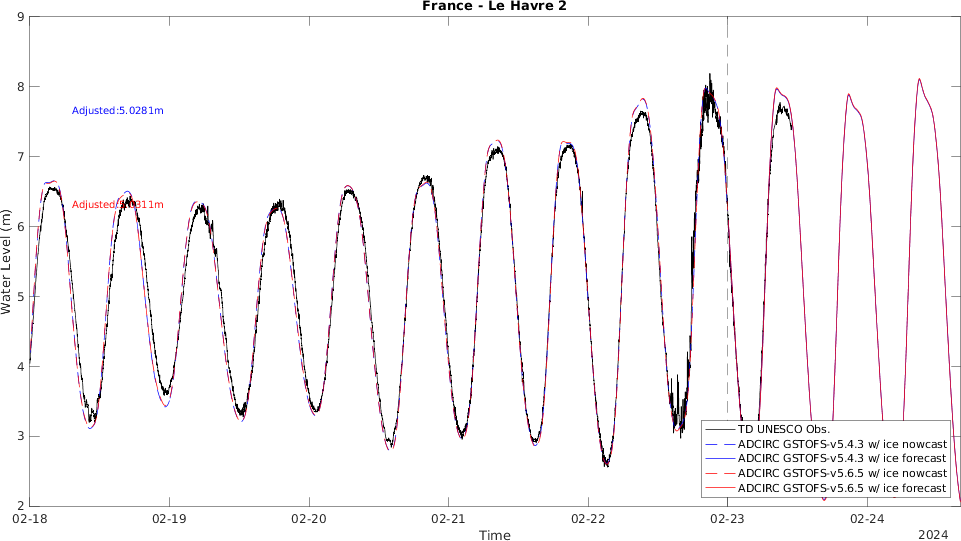 France - Le Havre 2
9
8
7
6
5
4
3
2
Water Level (m)
Adjusted:5.0281m
Adjusted:5.0311m
TD UNESCO Obs.
ADCIRC GSTOFS-v5.4.3 w/ ice nowcast
ADCIRC GSTOFS-v5.4.3 w/ ice forecast
ADCIRC GSTOFS-v5.6.5 w/ ice nowcast
ADCIRC GSTOFS-v5.6.5 w/ ice forecast
02-18 02-19 02-20 02-21 02-22 02-23 02-24
Time
2024